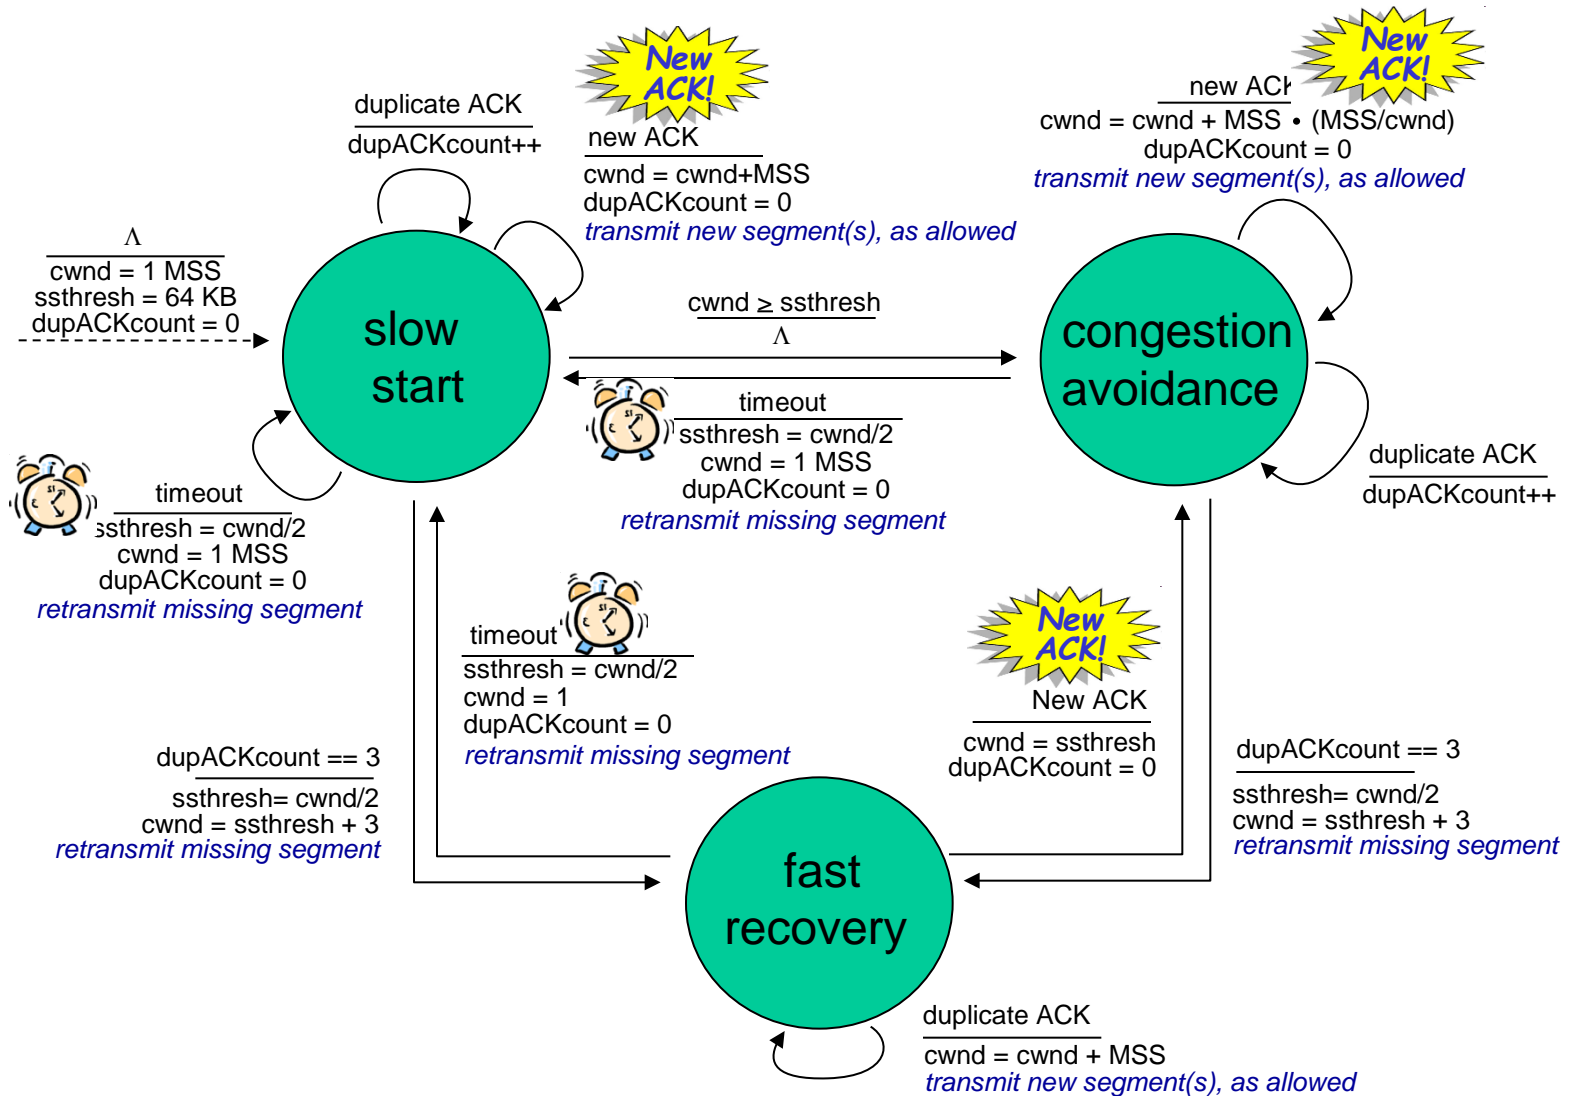 New
ACK!
duplicate ACK
dupACKcount++
new ACK
cwnd = cwnd+MSS
dupACKcount = 0
transmit new segment(s), as allowed
New
ACK!
new ACK
cwnd = cwnd + MSS • (MSS/cwnd)
dupACKcount = 0
transmit new segment(s), as allowed
Λ
cwnd = 1 MSS
ssthresh = 64 KB
dupACKcount = 0
slow
start
cwnd ≥ ssthresh
Λ
congestion
avoidance
timeout
ssthresh = cwnd/2
cwnd = 1 MSS
dupACKcount = 0
retransmit missing segment
duplicate ACK
dupACKcount++
timeout
ssthresh = cwnd/2
cwnd = 1 MSS
dupACKcount = 0
retransmit missing segment
timeout
ssthresh = cwnd/2
cwnd = 1
dupACKcount = 0
retransmit missing segment
New
ACK!
New ACK
cwnd = ssthresh
dupACKcount = 0
dupACKcount == 3
ssthresh= cwnd/2
cwnd = ssthresh + 3
retransmit missing segment
dupACKcount == 3
ssthresh= cwnd/2
cwnd = ssthresh + 3
retransmit missing segment
fast
recovery
duplicate ACK
cwnd = cwnd + MSS
transmit new segment(s), as allowed